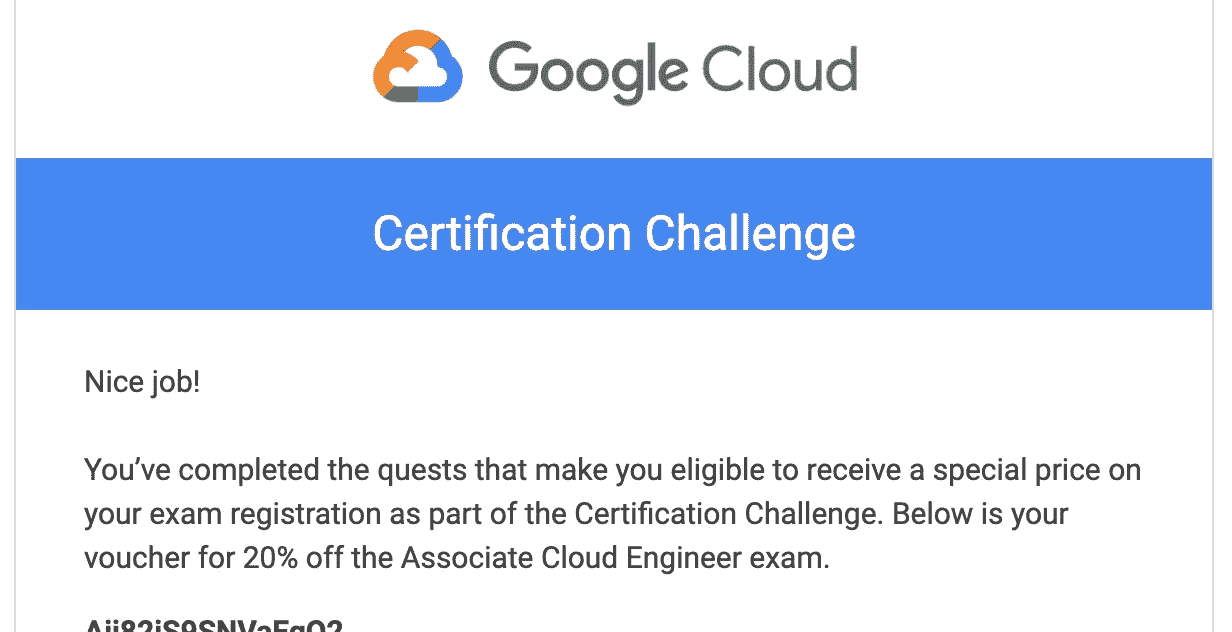 Google Cloud
Certification Challenge
Nice job!
You’ve completed the quests that make you eligible to receive a special price on
your exam registration as part of the Certification Challenge. Below is your
voucher for 20% off the Associate Cloud Engineer exam.